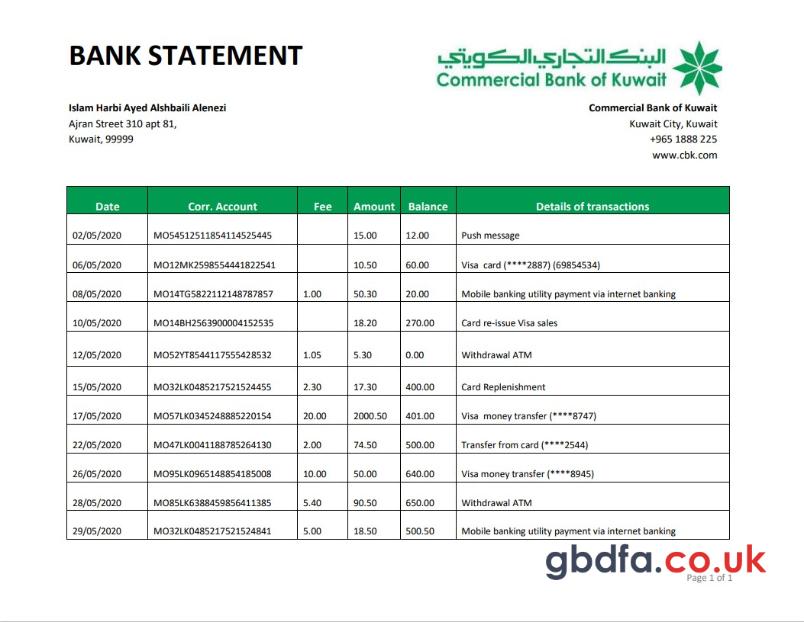 BANK STATEMENT
البنك التجاري الكويتي
Commercial Bank of Kuwait
Islam Harbi Ayed Alshbaili Alenezi
Ajran Street 310 apt 81,
Kuwait, 99999
Commercial Bank of Kuwait
Kuwait City, Kuwait
+965 1888 225
www.cbk.com
Date Corr. Account Fee Amount Balance Details of transactions
02/05/2020 MO54512511854114525445 15.00 12.00 Push message
06/05/2020 MO12MK2598554441822541 10.50 60.00 Visa card (****2887) (69854534)
08/05/2020 MO14TG5822112148787857 1.00 50.30 20.00 Mobile banking utility payment via internet banking
10/05/2020 MO14BH2563900004152535 18.20 270.00 Card re-issue Visa sales
12/05/2020 MO52YT8544117555428532 1.05 5.30 0.00 Withdrawal ATM
15/05/2020 MO32LK0485217521524455 2.30 17.30 400.00 Card Replenishment
17/05/2020 MO57LK0345248885220154 20.00 2000.50 401.00 Visa money transfer (****8747)
22/05/2020 MO47LK0041188785264130 2.00 74.50 500.00 Transfer from card (****2544)
26/05/2020 MO95LK0965148854185008 10.00 50.00 640.00 Visa money transfer (****8945)
28/05/2020 MO85LK6388459856411385 5.40 90.50 650.00 Withdrawal ATM
29/05/2020 MO32LK0485217521524841 5.00 18.50 500.50 Mobile banking utility payment via internet banking
gbdfa.co.uk
Page 1 of 1